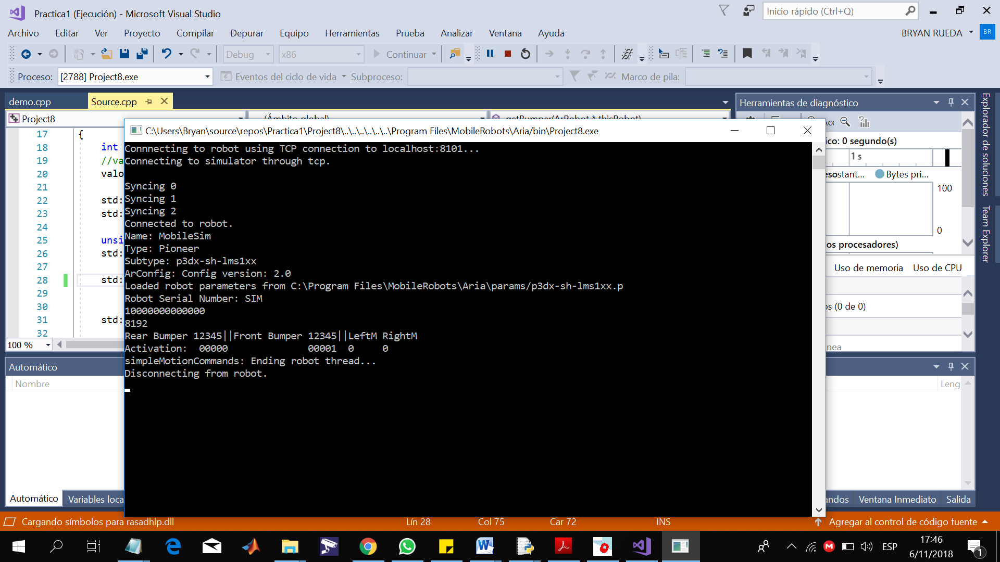 Practica1 (Ejecución) - Microsoft Visual Studio
Inicio rápido (Ctrl+Q)
Archivo Editar Ver Proyecto Compilar Depurar Equipo Herramientas Prueba Analizar Ventana Ayuda
BRYAN RUEDA BR
Debug x86 Continuar
Proceso: [2788] Project8.exe Eventos del ciclo de vida Subproceso: Marco de pila:
demo.cpp Source.cpp
Herramientas de diagnóstico
Project8 (Ámbito global) getBumper(ArRobot * thisRobot)
C:\Users\Bryan\source\repos\Practica1\Project8\..\..\..\..\..\..\Program Files\MobileRobots\Aria/bin\Project8.exe
17 {
18 int
19 //va
20 valo
21
22 std:
23 std:
24
25 unsi
26 std:
27
28 std:
29
30
31 std:
32
100 %
Connnecting to robot using TCP connection to localhost:8101...
Connecting to simulator through tcp.
Syncing 0
Syncing 1
Syncing 2
Connected to robot.
Name: MobileSim
Type: Pioneer
Subtype: p3dx-sh-lms1xx
ArConfig: Config version: 2.0
Loaded robot parameters from C:\Program Files\MobileRobots\Aria\params/p3dx-sh-lms1xx.p
Robot Serial Number: SIM
10000000000000
8192
Rear Bumper 12345||Front Bumper 12345||LeftM RightM
Activation: 00000 00001 0 0
simpleMotionCommands: Ending robot thread...
Disconnecting from robot.
ico: 0 segundo(s)
1 s
esostant... Bytes pri...
100
0
os procesadores)
Uso de memoria Uso de CPU
os (0 de 0)
nea
Explorador de soluciones
Team Explorer
Automático
Nombre
Leng
Automático Variables loca
andos Ventana Inmediato Salida
Cargando símbolos para rasadhlp.dll Lín 28 Col 75 Car 72 INS Agregar al control de código fuente
ESP
17:46
6/11/2018
1